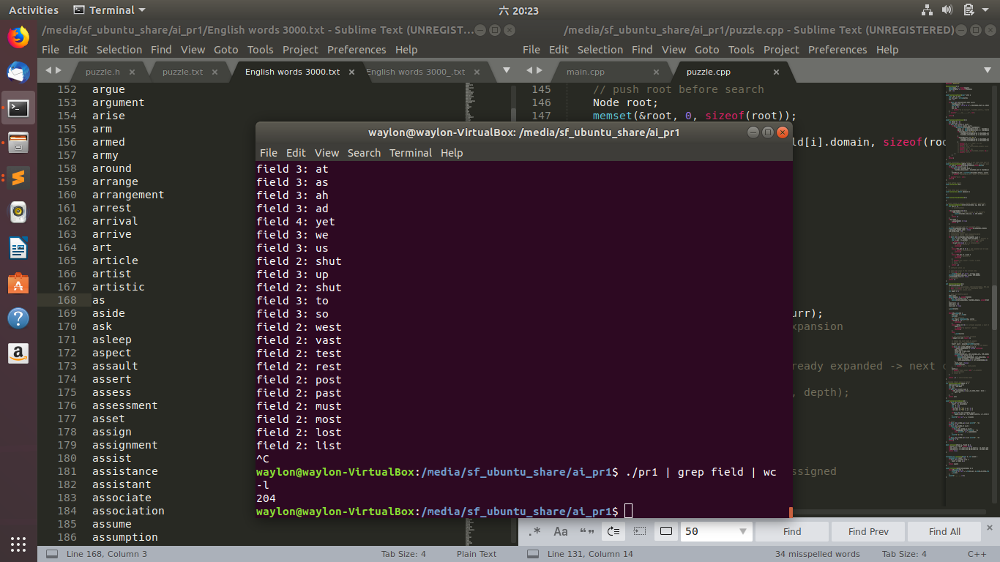 Activities Terminal 六 20:23
/media/sf_ubuntu_share/ai_pr1/English words 3000.txt - Sublime Text (UNREGIST...
File Edit Selection Find View Goto Tools Project Preferences Help
puzzle.h puzzle.txt English words 3000.txt English words 3000_.txt
152 argue
153 argument
154 arise
155 arm
156 armed
157 army
158 around
159 arrange
160 arrangement
161 arrest
162 arrival
163 arrive
164 art
165 article
166 artist
167 artistic
168 as
169 aside
170 ask
171 asleep
172 aspect
173 assault
174 assert
175 assess
176 assessment
177 asset
178 assign
179 assignment
180 assist
181 assistance
182 assistant
183 associate
184 association
185 assume
186 assumption
Line 168, Column 3 Tab Size: 4 Plain Text
/media/sf_ubuntu_share/ai_pr1/puzzle.cpp - Sublime Text (UNREGISTERED)
File Edit Selection Find View Goto Tools Project Preferences Help
main.cpp puzzle.cpp
145 // push root before search
146 Node root;
147 memset(&root, 0, sizeof(root));
ld[i].domain, sizeof(roo
urr);
xpansion
ready expanded -> next c
, depth);
ssigned
waylon@waylon-VirtualBox: /media/sf_ubuntu_share/ai_pr1
File Edit View Search Terminal Help
field 3: at
field 3: as
field 3: ah
field 3: ad
field 4: yet
field 3: we
field 3: us
field 2: shut
field 3: up
field 2: shut
field 3: to
field 3: so
field 2: west
field 2: vast
field 2: test
field 2: rest
field 2: post
field 2: past
field 2: must
field 2: most
field 2: lost
field 2: list
^C
waylon@waylon-VirtualBox:/media/sf_ubuntu_share/ai_pr1$ ./pr1 | grep field | wc
-l
204
waylon@waylon-VirtualBox:/media/sf_ubuntu_share/ai_pr1$
.* Aa “” 50 Find Find Prev Find All
Line 131, Column 14 34 misspelled words Tab Size: 4 C++